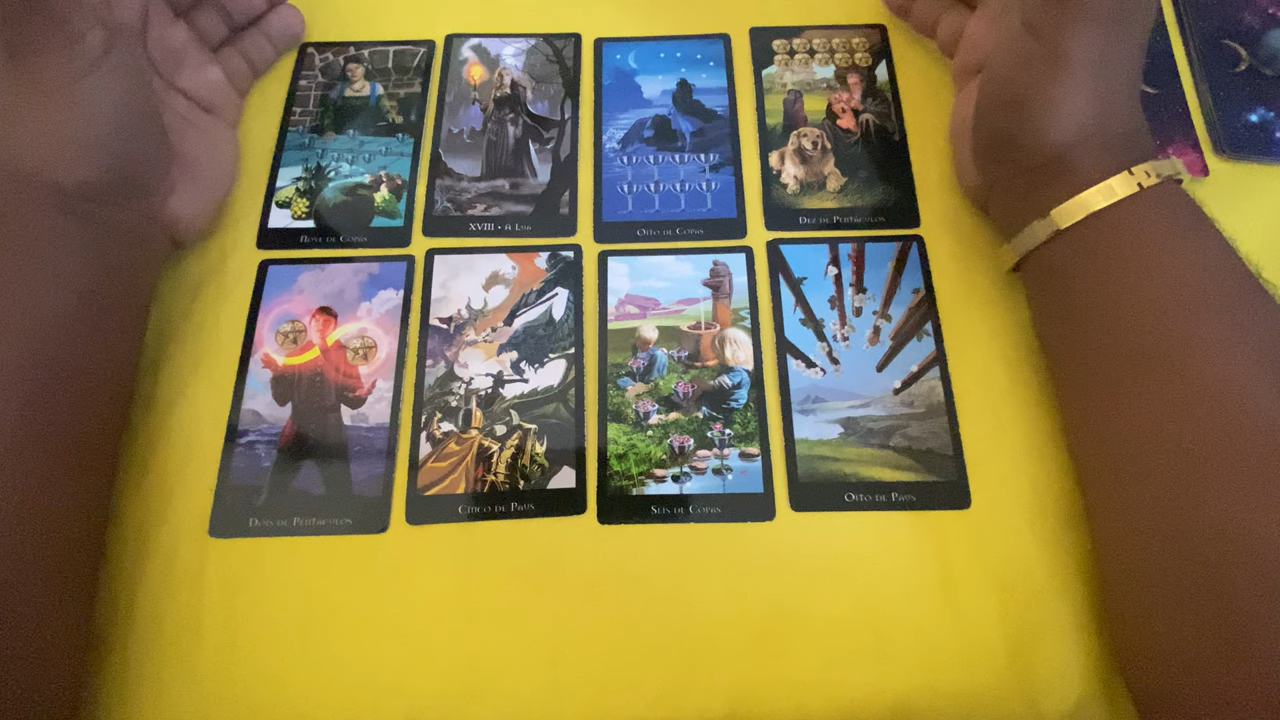 Nove de Copas
XVIII • A Lua
Oito de Copas
Dez de Pentáculos
Dois de Pentáculos
Cinco de Paus
Seis de Copas
Oito de Paus